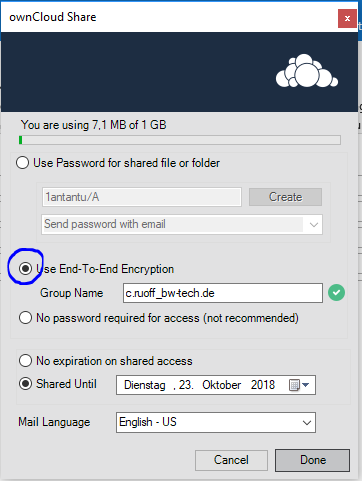 ownCloud Share
x
You are using 7,1 MB of 1 GB
Use Password for shared file or folder
1antantu/A
Create
Send password with email
Use End-To-End Encryption
Group Name
c.ruoff_bw-tech.de
No password required for access (not recommended)
No expiration on shared access
Shared Until
Dienstag , 23. Oktober 2018
Mail Language
English - US
Cancel
Done